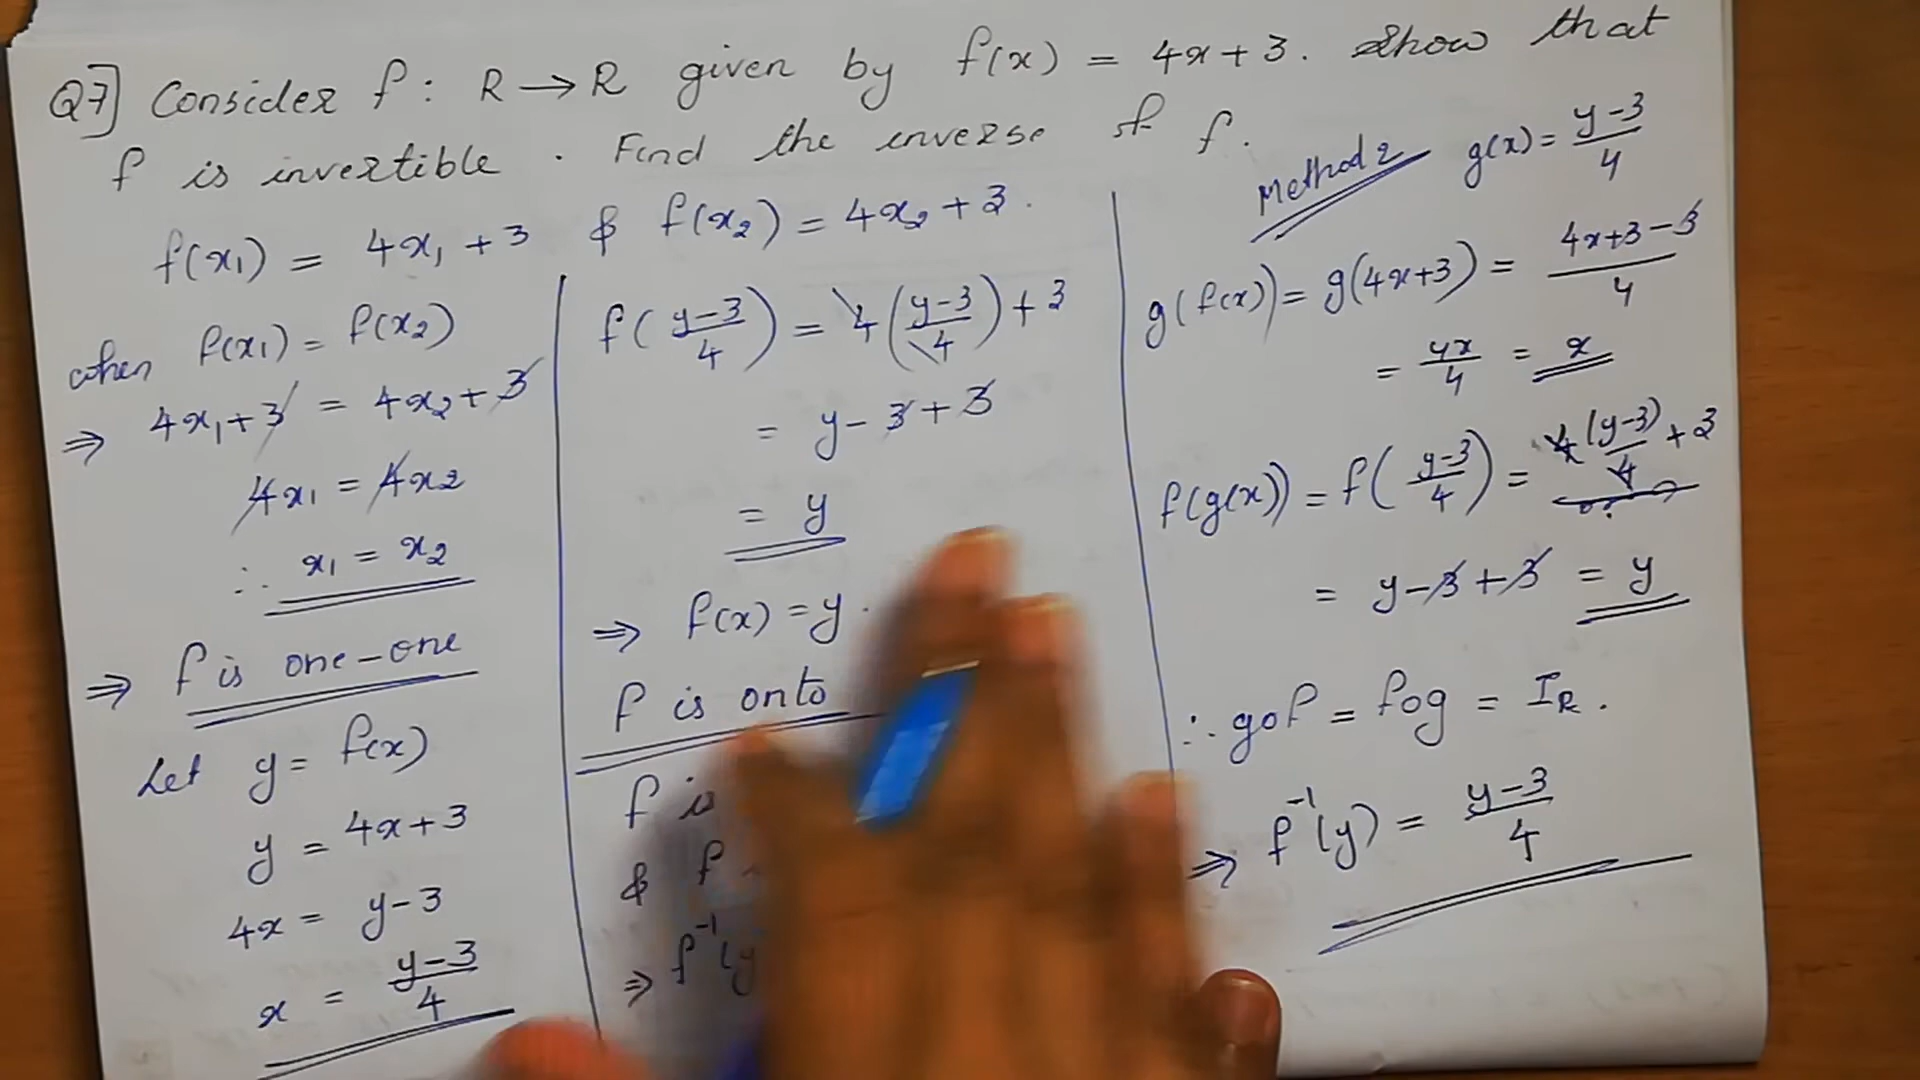 Q7] Consider f : R → R given by f(x) = 4x+3. Show that
f is invertible. Find the inverse of f.
f(x₁) = 4x₁ + 3 & f(x₂) = 4x₂ + 3.
when f(x₁) = f(x₂)
⇒ 4x₁ + 3 = 4x₂ + 3
4x₁ = 4x₂
∴ x₁ = x₂
⇒ f is one-one
Let y = f(x)
y = 4x+3
4x = y-3
x = (y-3)/4
f((y-3)/4) = 4((y-3)/4) + 3
= y-3+3
= y
⇒ f(x) = y.
f is onto
f is
& f
⇒ f⁻¹(y
Method 2 g(x) = (y-3)/4
g(f(x)) = g(4x+3) = (4x+3-3)/4
= 4x/4 = x
f(g(x)) = f((y-3)/4) = 4(y-3)/4 + 3
= y-3+3 = y
∴ gof = fog = I_R.
⇒ f⁻¹(y) = (y-3)/4